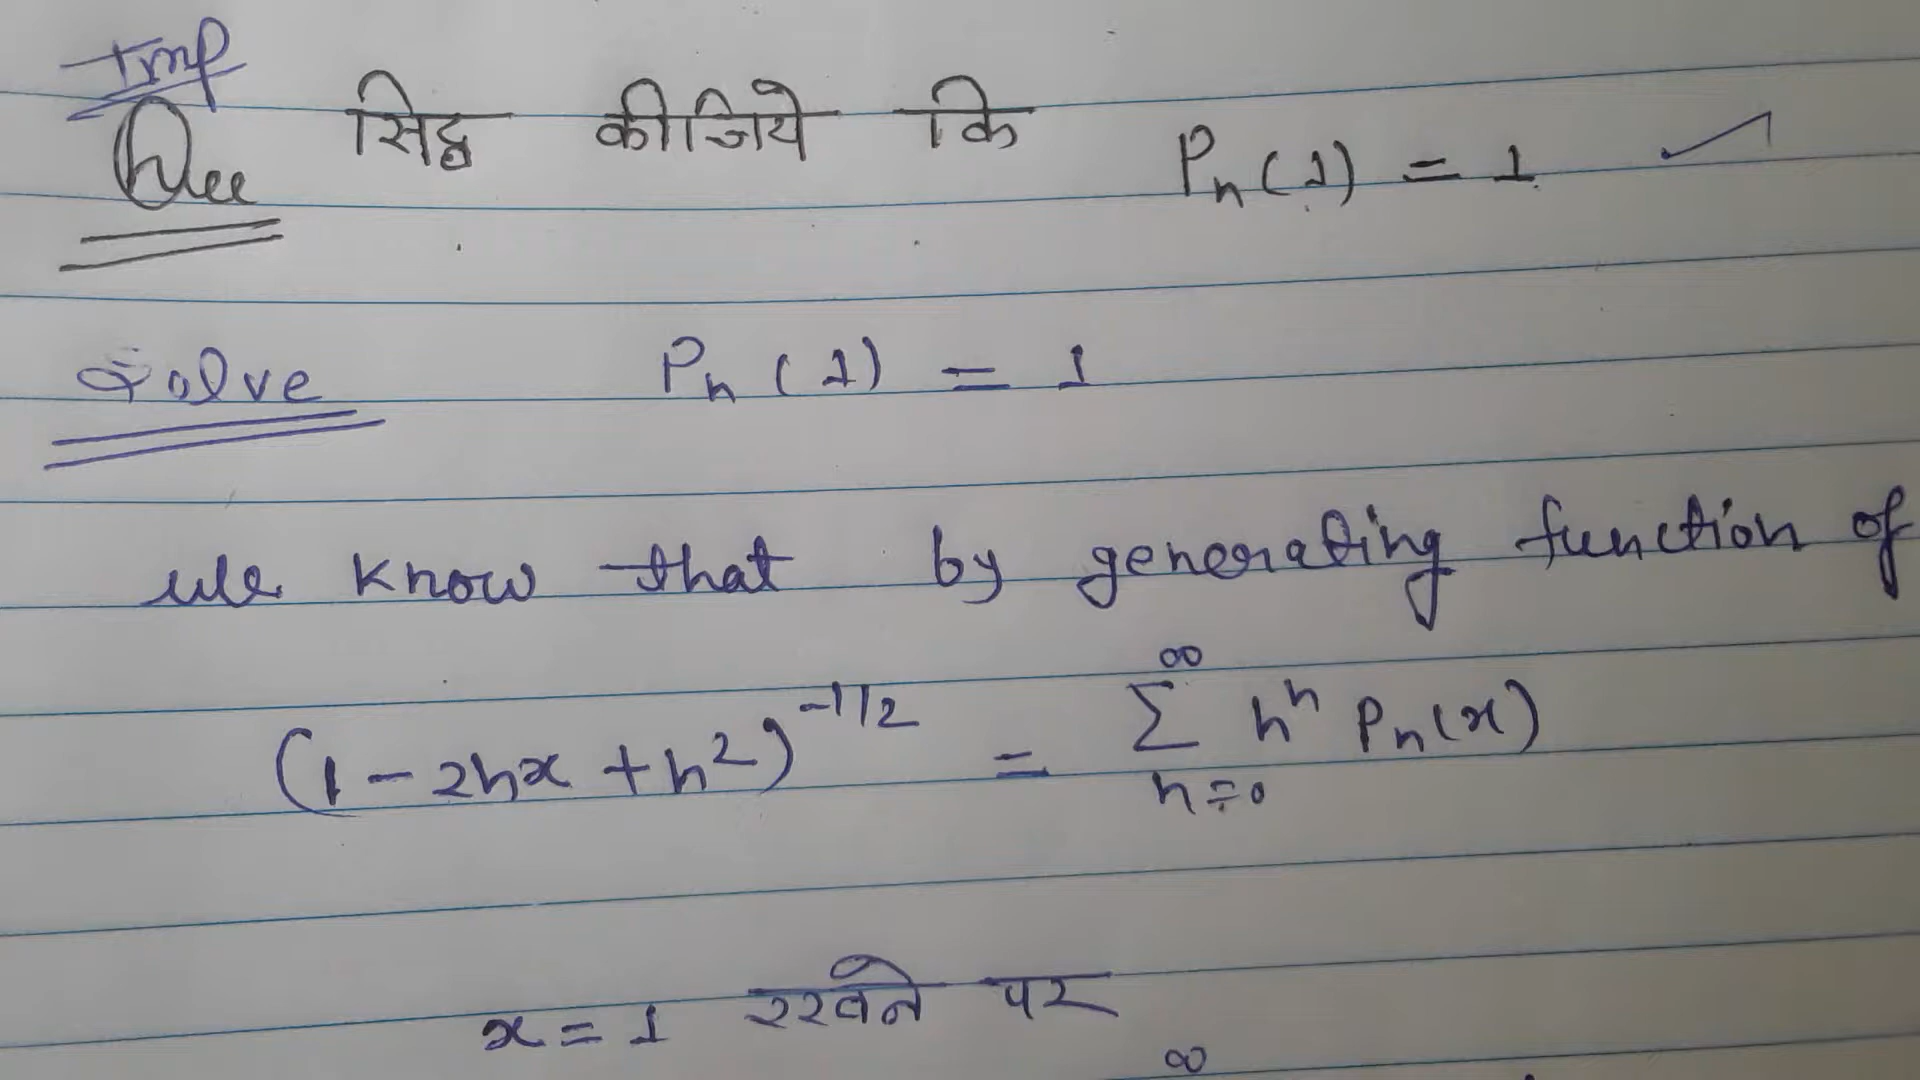 Imp
Que सिद्ध कीजिये कि Pₙ(1) = 1
Solve Pₙ(1) = 1
we know that by generating function of
(1 - 2hx + h²)^(-1/2) = ∞∑n=0 hⁿ Pₙ(x)
x = 1 रखने पर
∞